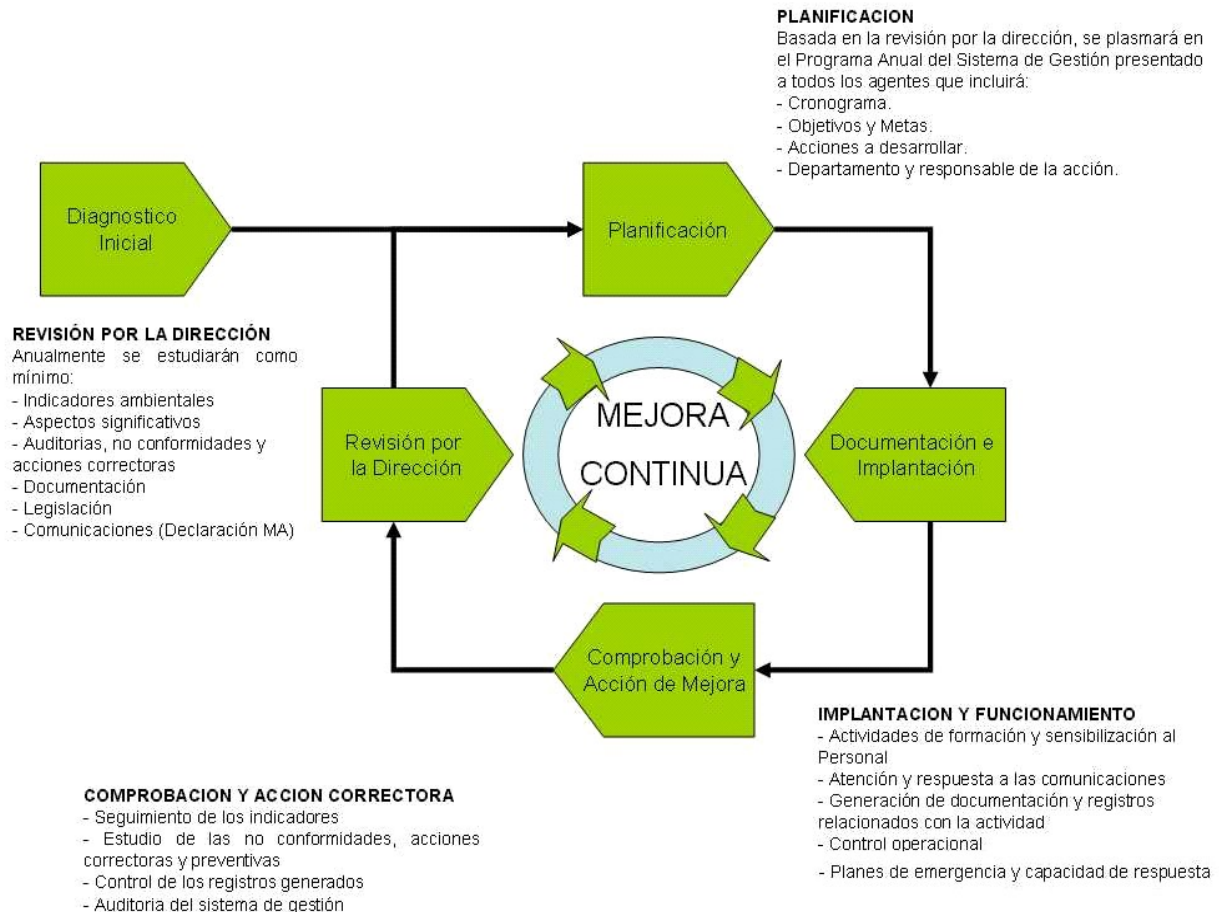 PLANIFICACION
Basada en la revisión por la dirección, se plasmará en
el Programa Anual del Sistema de Gestión presentado
a todos los agentes que incluirá:
- Cronograma.
- Objetivos y Metas.
- Acciones a desarrollar.
- Departamento y responsable de la acción.
Diagnostico
Inicial
Planificación
REVISIÓN POR LA DIRECCIÓN
Anualmente se estudiarán como
mínimo:
- Indicadores ambientales
- Aspectos significativos
- Auditorias, no conformidades y
acciones correctoras
- Documentación
- Legislación
- Comunicaciones (Declaración MA)
Revisión por
la Dirección
MEJORA
CONTINUA
Documentación e
Implantación
Comprobación y
Acción de Mejora
IMPLANTACION Y FUNCIONAMIENTO
- Actividades de formación y sensibilización al
Personal
- Atención y respuesta a las comunicaciones
- Generación de documentación y registros
relacionados con la actividad
- Control operacional
- Planes de emergencia y capacidad de respuesta
COMPROBACION Y ACCION CORRECTORA
- Seguimiento de los indicadores
- Estudio de las no conformidades, acciones
correctoras y preventivas
- Control de los registros generados
- Auditoria del sistema de gestión